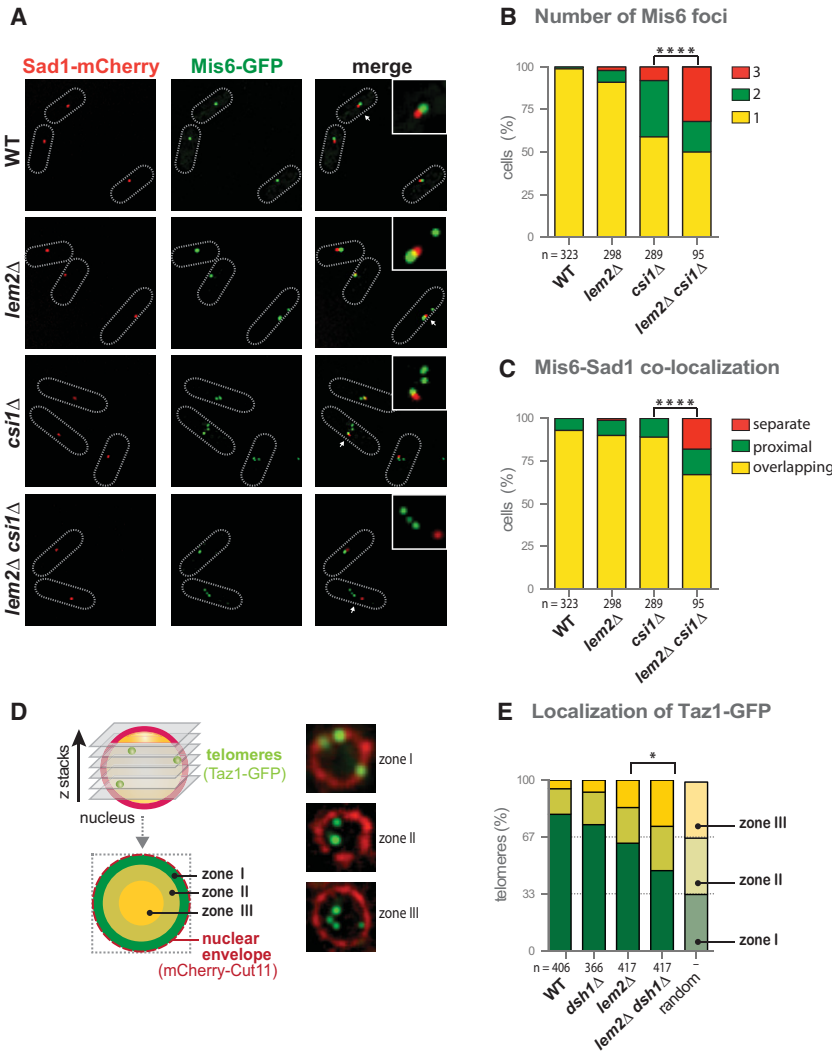 A
Sad1-mCherry Mis6-GFP merge
WT
lem2Δ
csi1Δ
lem2Δ csi1Δ
B Number of Mis6 foci
****
100
75
50
25
0
cells (%)
3
2
1
n = 323 298 289 95
WT lem2Δ csi1Δ lem2Δ csi1Δ
C Mis6-Sad1 co-localization
****
100
75
50
25
0
cells (%)
separate
proximal
overlapping
n = 323 298 289 95
WT lem2Δ csi1Δ lem2Δ csi1Δ
D
z stacks
telomeres
(Taz1-GFP)
nucleus
zone I
zone II
zone III
nuclear
envelope
(mCherry-Cut11)
zone I
zone II
zone III
E Localization of Taz1-GFP
*
100
67
33
0
telomeres (%)
zone III
zone II
zone I
n = 406 366 417 417 –
WT dsh1Δ lem2Δ lem2Δ dsh1Δ random